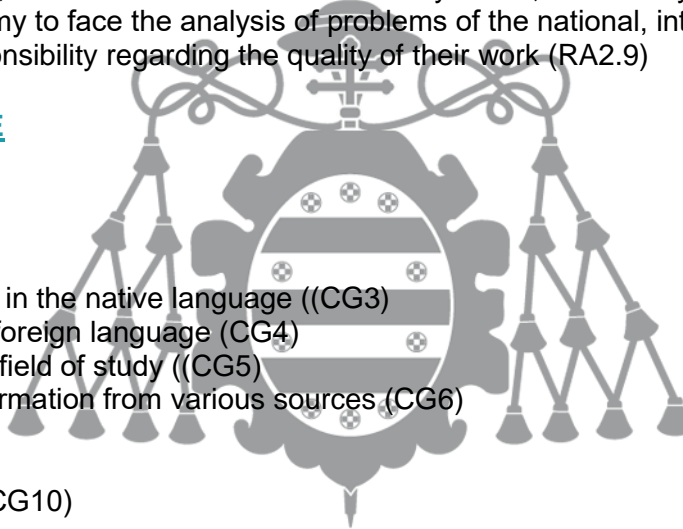 my to face the analysis of problems of the national, int
onsibility regarding the quality of their work (RA2.9)
E
in the native language ((CG3)
foreign language (CG4)
field of study ((CG5)
rmation from various sources (CG6)
CG10)